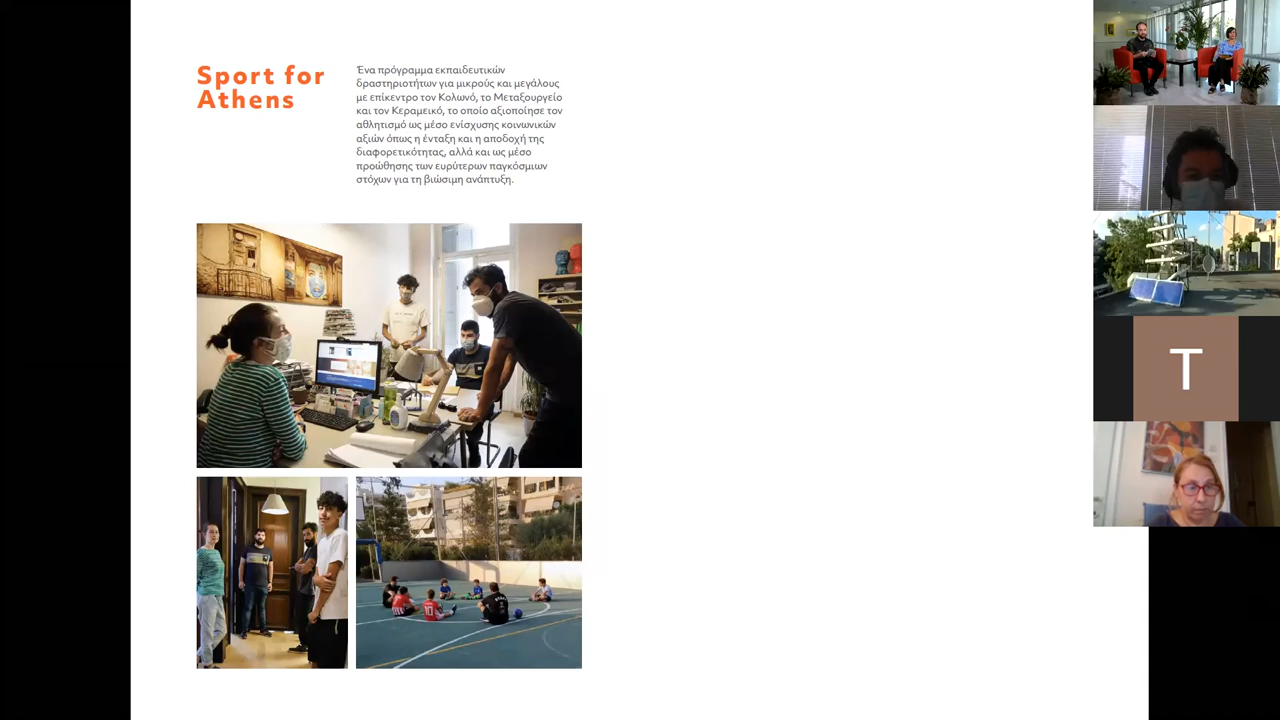 Sport for
Athens
Ένα πρόγραμμα εκπαιδευτικών
δραστηριοτήτων για μικρούς και μεγάλους
με επίκεντρο τον Κολωνό, το Μεταξουργείο
και τον Κεραμεικό, το οποίο αξιοποίησε τον
αθλητισμό ως μέσο ενίσχυσης κοινωνικών
αξιών όπως η ένταξη και η αποδοχή της
διαφορετικότητας, αλλά και ως μέσο
προώθησης των ευρύτερων παγκόσμιων
στόχων για τη βιώσιμη ανάπτυξη.
T
10